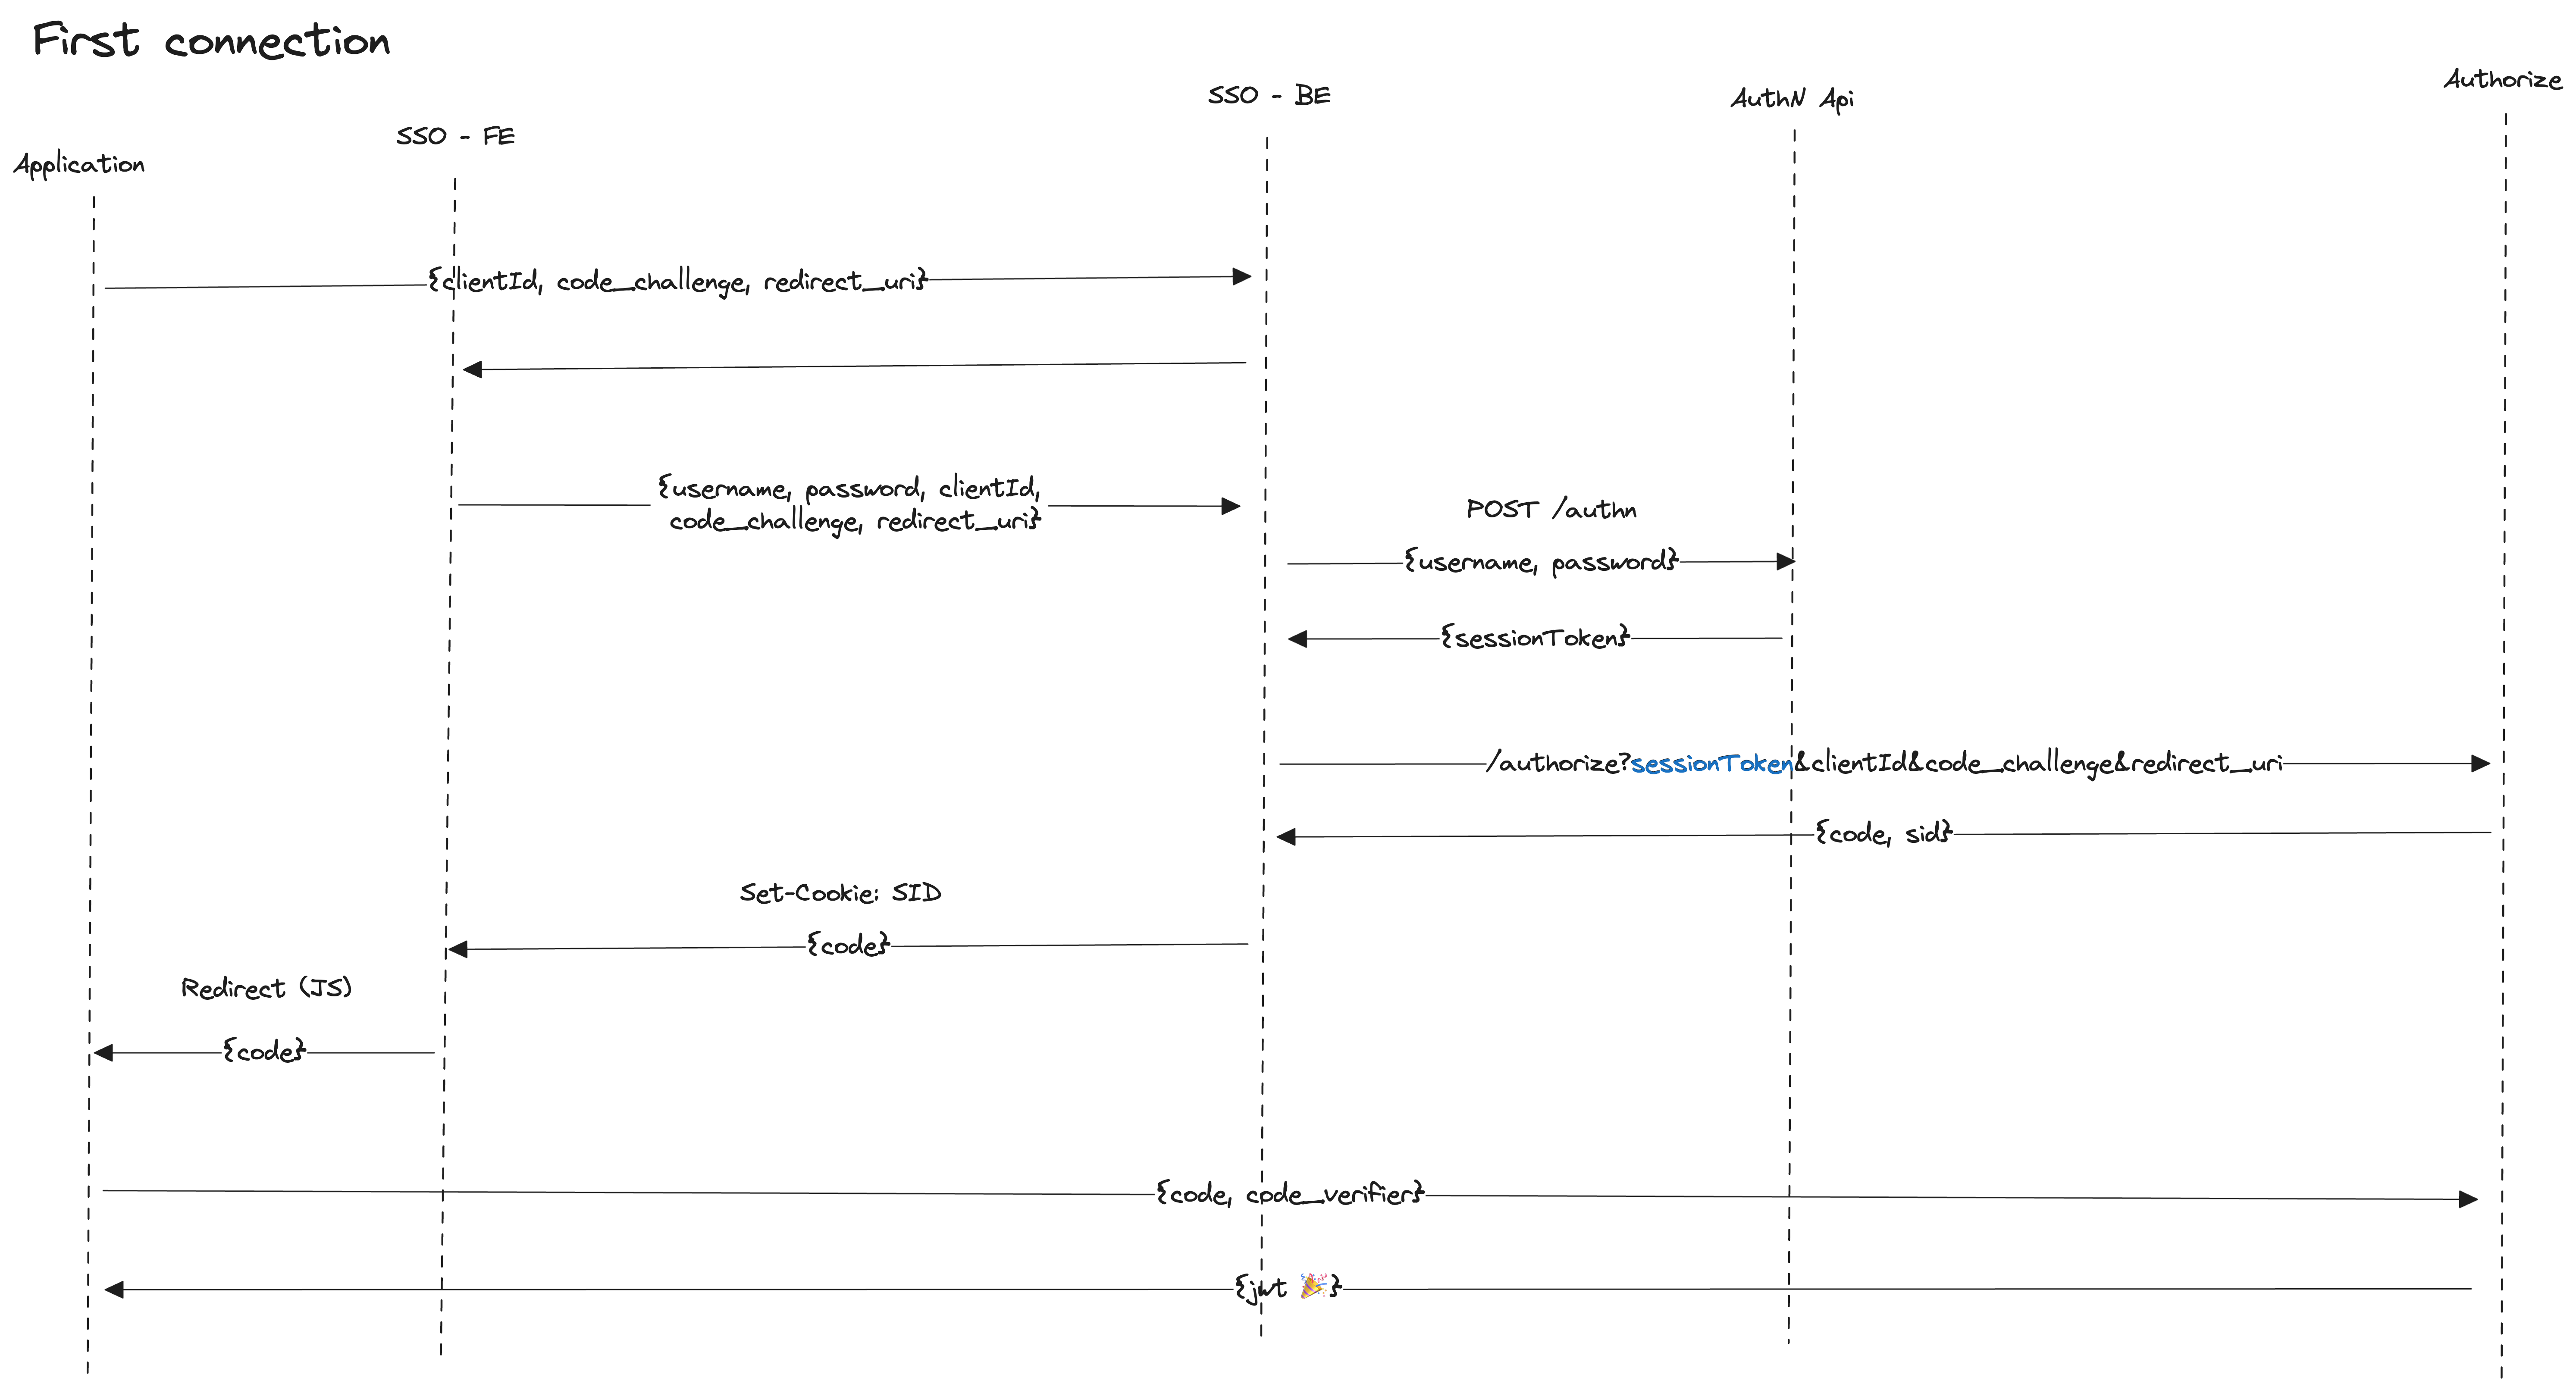 First connection
Application
SSO - FE
SSO - BE
AuthN Api
Authorize
{clientId, code_challenge, redirect_uri}
{username, password, clientId,
code_challenge, redirect_uri}
POST /authn
{username, password}
{sessionToken}
/authorize?sessionToken&clientId&code_challenge&redirect_uri
{code, sid}
Set-Cookie: SID
{code}
Redirect (JS)
{code}
{code, code_verifier}
{jwt 🎉}